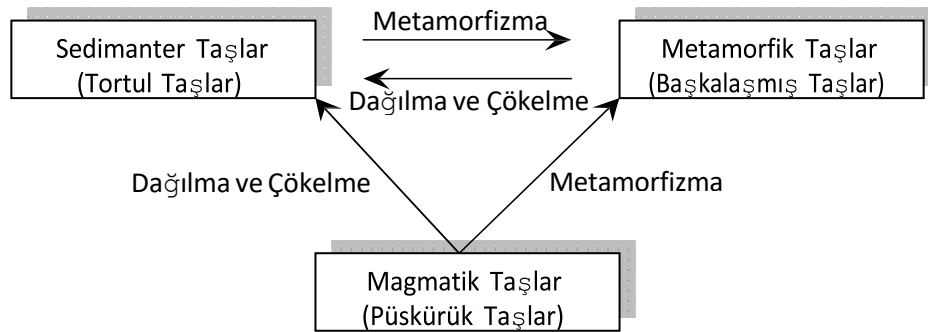 Metamorfizma
Sedimanter Taşlar
(Tortul Taşlar)
Metamorfik Taşlar
(Başkalaşmış Taşlar)
Dağılma ve Çökelme
Dağılma ve Çökelme
Metamorfizma
Magmatik Taşlar
(Püskürük Taşlar)